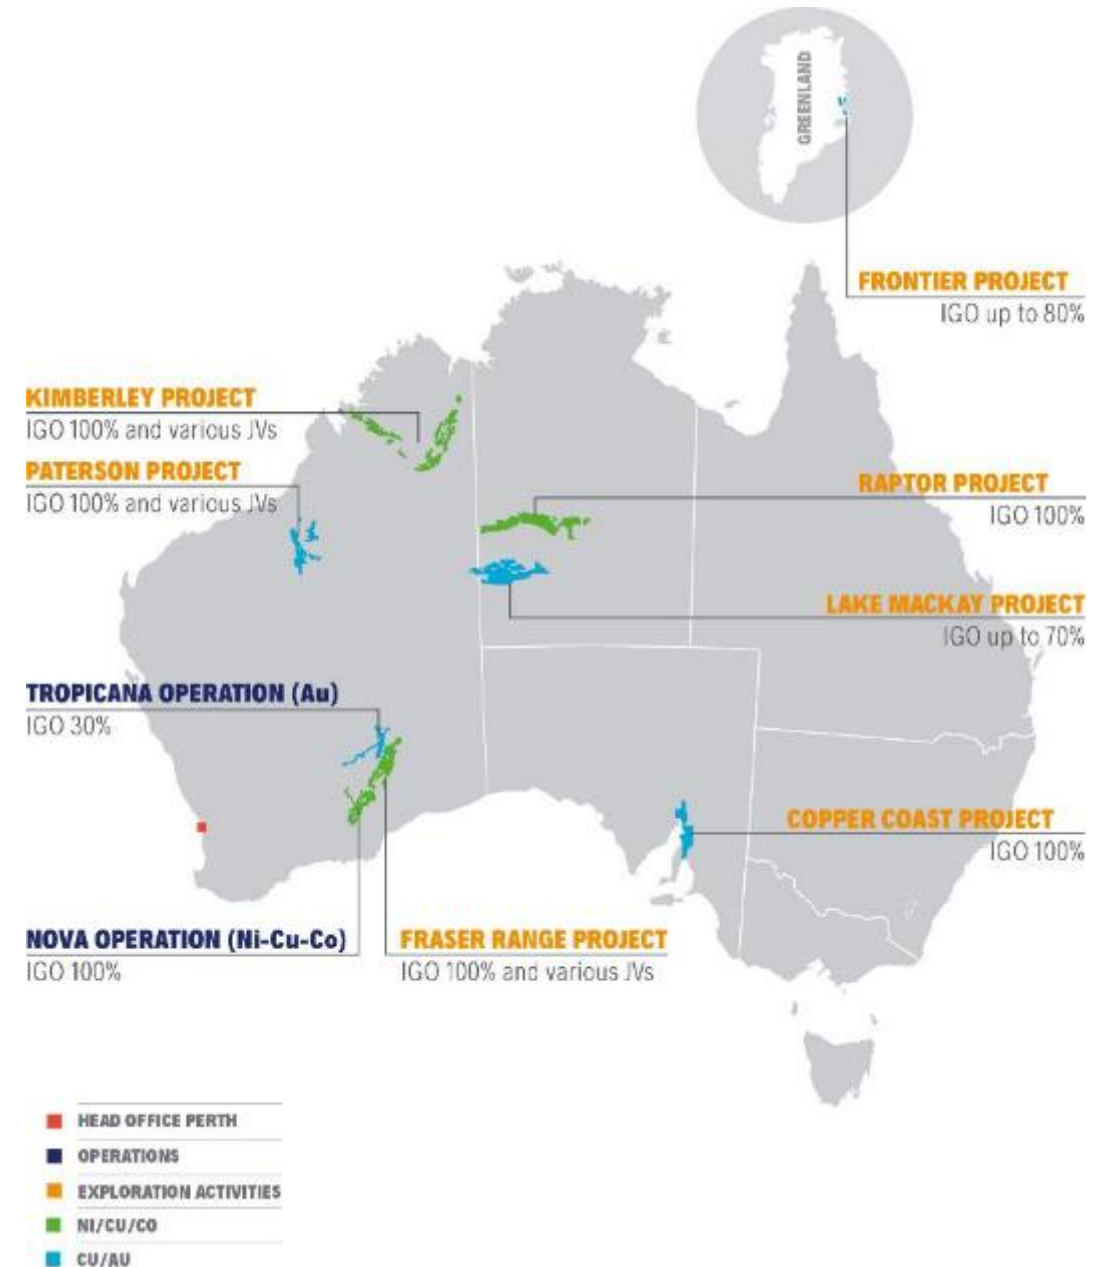 GREENLAND
FRONTIER PROJECT
IGO up to 80%
KIMBERLEY PROJECT
IGO 100% and various JVs
PATERSON PROJECT
IGO 100% and various JVs
RAPTOR PROJECT
IGO 100%
LAKE MACKAY PROJECT
IGO up to 70%
TROPICANA OPERATION (Au)
IGO 30%
COPPER COAST PROJECT
IGO 100%
NOVA OPERATION (Ni-Cu-Co)
IGO 100%
FRASER RANGE PROJECT
IGO 100% and various JVs
HEAD OFFICE PERTH
OPERATIONS
EXPLORATION ACTIVITIES
NI/CU/CO
CU/AU